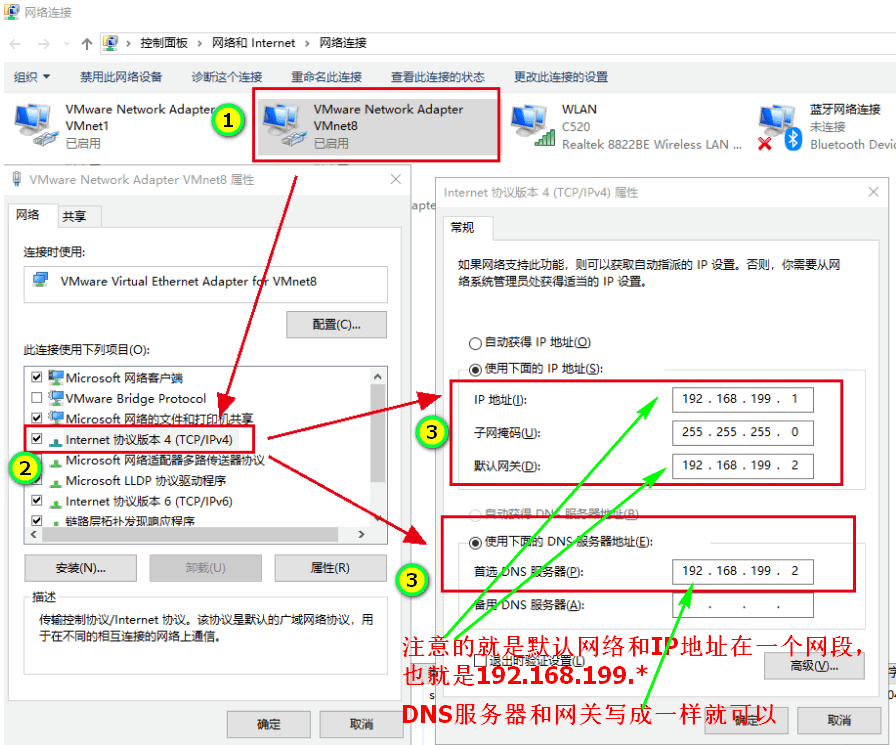 网络连接
控制面板 › 网络和 Internet › 网络连接
组织 禁用此网络设备 诊断这个连接 重命名此连接 查看此连接的状态 更改此连接的设置
VMware Network Adapter
VMnet1
已启用
1
VMware Network Adapter
VMnet8
已启用
WLAN
C520
Realtek 8822BE Wireless LAN ...
蓝牙网络连接
未连接
Bluetooth Devi
VMware Network Adapter VMnet8 属性
网络 共享
连接时使用:
VMware Virtual Ethernet Adapter for VMnet8
配置(C)...
此连接使用下列项目(O):
Microsoft 网络客户端
VMware Bridge Protocol
Microsoft 网络的文件和打印机共享
Internet 协议版本 4 (TCP/IPv4)
2
Microsoft 网络适配器多路传送器协议
Microsoft LLDP 协议驱动程序
Internet 协议版本 6 (TCP/IPv6)
链路层拓扑发现响应程序
安装(N)... 卸载(U) 属性(R)
描述
传输控制协议/Internet 协议。该协议是默认的广域网络协议，用
于在不同的相互连接的网络上通信。
确定 取消
apte
Internet 协议版本 4 (TCP/IPv4) 属性
常规
如果网络支持此功能，则可以获取自动指派的 IP 设置。否则，你需要从网
络系统管理员处获得适当的 IP 设置。
自动获得 IP 地址(O)
使用下面的 IP 地址(S):
IP 地址(I): 192 . 168 . 199 . 1
3
子网掩码(U): 255 . 255 . 255 . 0
默认网关(D): 192 . 168 . 199 . 2
自动获得 DNS 服务器地址(B)
使用下面的 DNS 服务器地址(E):
3
首选 DNS 服务器(P): 192 . 168 . 199 . 2
备用 DNS 服务器(A): . . .
注意的就是默认网络和IP地址在一个网段，
也就是192.168.199.*
退出时验证设置(L)
高级(V)...
DNS服务器和网关写成一样就可以
确定 取消